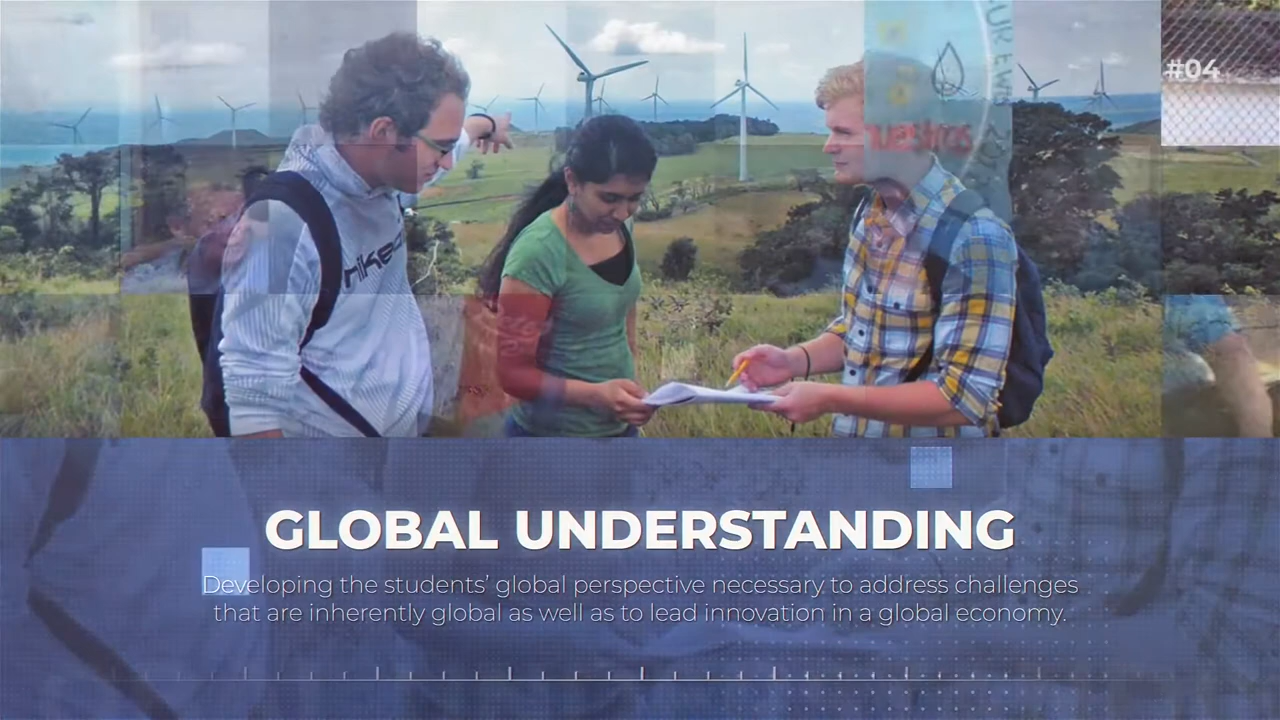 #04
nuestros
GLOBAL UNDERSTANDING
Developing the students’ global perspective necessary to address challenges
that are inherently global as well as to lead innovation in a global economy.